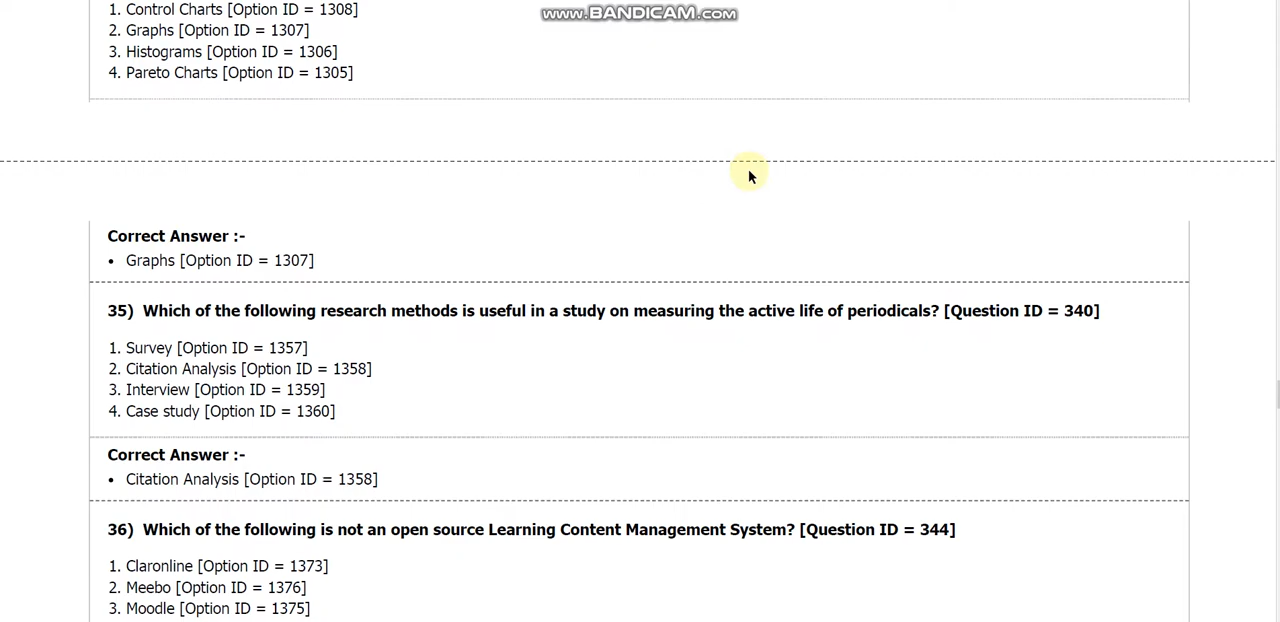 1. Control Charts [Option ID = 1308]
www.BANDICAM.com
2. Graphs [Option ID = 1307]
3. Histograms [Option ID = 1306]
4. Pareto Charts [Option ID = 1305]
Correct Answer :-
• Graphs [Option ID = 1307]
35) Which of the following research methods is useful in a study on measuring the active life of periodicals? [Question ID = 340]
1. Survey [Option ID = 1357]
2. Citation Analysis [Option ID = 1358]
3. Interview [Option ID = 1359]
4. Case study [Option ID = 1360]
Correct Answer :-
• Citation Analysis [Option ID = 1358]
36) Which of the following is not an open source Learning Content Management System? [Question ID = 344]
1. Claronline [Option ID = 1373]
2. Meebo [Option ID = 1376]
3. Moodle [Option ID = 1375]